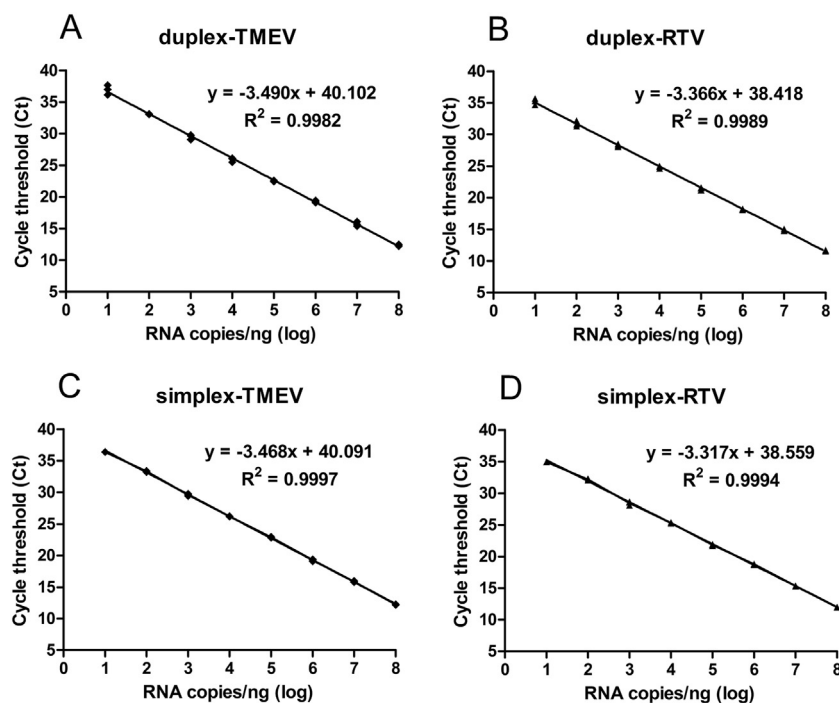 A
duplex-TMEV
y = -3.490x + 40.102
R² = 0.9982
Cycle threshold (Ct)
40
35
30
25
20
15
10
5
0 1 2 3 4 5 6 7 8
RNA copies/ng (log)
B
duplex-RTV
y = -3.366x + 38.418
R² = 0.9989
Cycle threshold (Ct)
40
35
30
25
20
15
10
5
0 1 2 3 4 5 6 7 8
RNA copies/ng (log)
C
simplex-TMEV
y = -3.468x + 40.091
R² = 0.9997
Cycle threshold (Ct)
40
35
30
25
20
15
10
5
0 1 2 3 4 5 6 7 8
RNA copies/ng (log)
D
simplex-RTV
y = -3.317x + 38.559
R² = 0.9994
Cycle threshold (Ct)
40
35
30
25
20
15
10
5
0 1 2 3 4 5 6 7 8
RNA copies/ng (log)